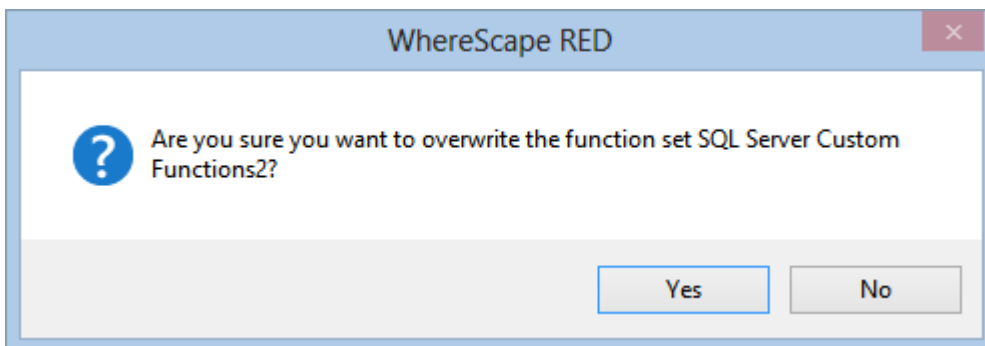 WhereScape RED
Are you sure you want to overwrite the function set SQL Server Custom
Functions2?
Yes
No